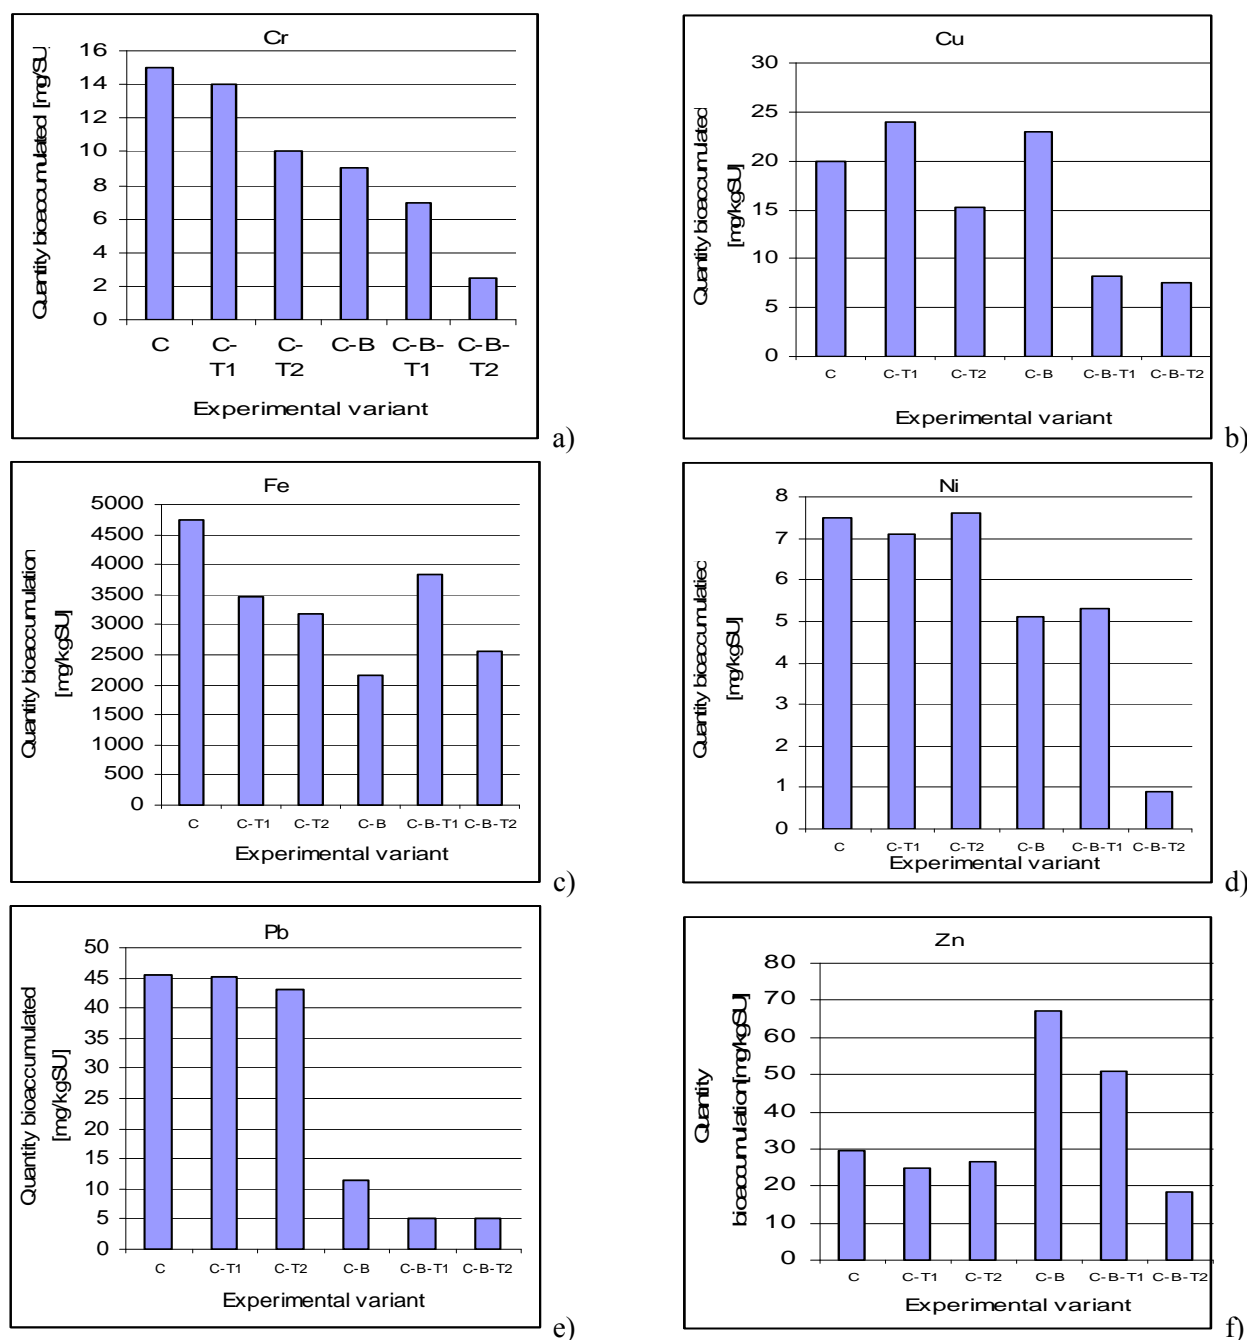 Cr
Quantity bioaccumulated [mg/SU]
16
14
12
10
8
6
4
2
0
C C-T1 C-T2 C-B C-B-T1 C-B-T2
Experimental variant
a)
Cu
Quantity bioaccumulated
[mg/kgSU]
30
25
20
15
10
5
0
C C-T1 C-T2 C-B C-B-T1 C-B-T2
Experimental variant
b)
Fe
Quantity bioaccumulation
[mg/kgSU]
5000
4500
4000
3500
3000
2500
2000
1500
1000
500
0
C C-T1 C-T2 C-B C-B-T1 C-B-T2
Experimental variant
c)
Ni
Quantity bioaccumulatiec
[mg/kgSU]
8
7
6
5
4
3
2
1
0
C C-T1 C-T2 C-B C-B-T1 C-B-T2
Experimental variant
d)
Pb
Quantity bioaccumulated
[mg/kgSU]
50
45
40
35
30
25
20
15
10
5
0
C C-T1 C-T2 C-B C-B-T1 C-B-T2
Experimental variant
e)
Zn
Quantity
bioaccumulation[mg/kgSU]
80
70
60
50
40
30
20
10
0
C C-T1 C-T2 C-B C-B-T1 C-B-T2
Experimental variant
f)